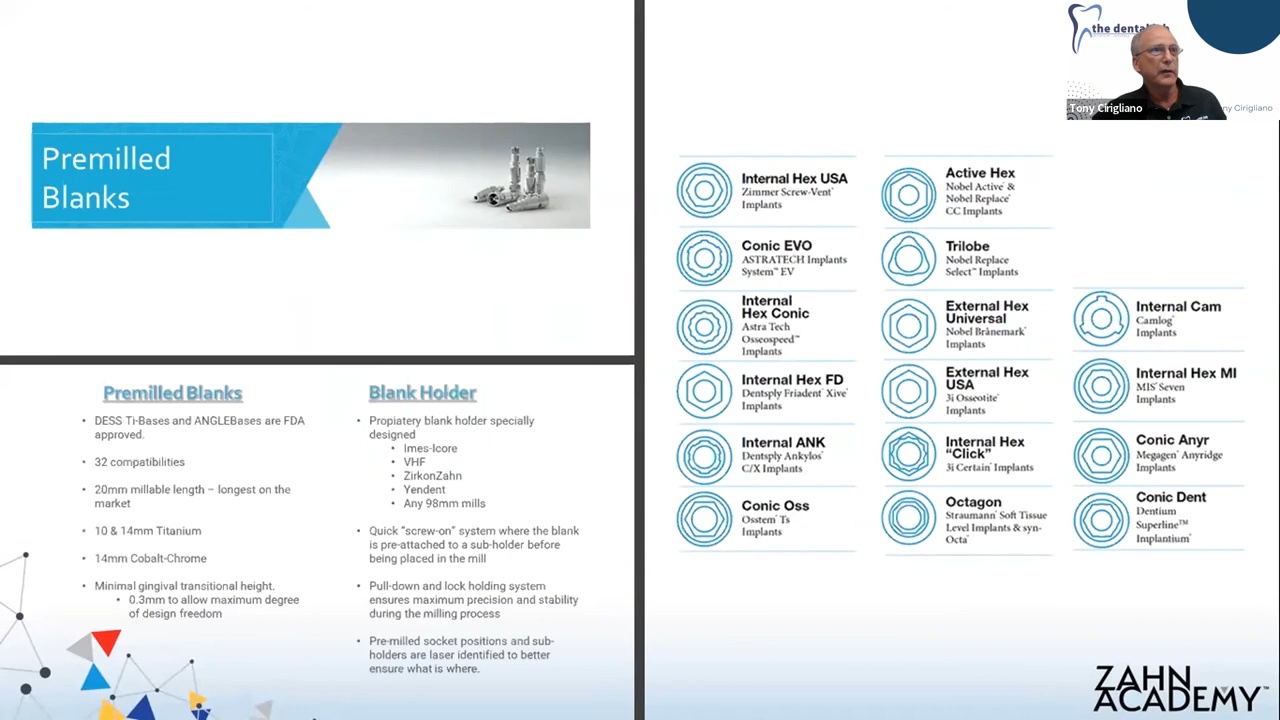 Premilled
Blanks
Premilled Blanks
• DESS Ti-Bases and ANGLEBases are FDA
approved.
• 32 compatibilities
• 20mm millable length – longest on the
market
• 10 & 14mm Titanium
• 14mm Cobalt-Chrome
• Minimal gingival transitional height.
• 0.3mm to allow maximum degree
of design freedom
Blank Holder
• Propiatery blank holder specially
designed
• Imes-Icore
• VHF
• ZirkonZahn
• Yendent
• Any 98mm mills
• Quick “screw-on” system where the blank
is pre-attached to a sub-holder before
being placed in the mill
• Pull-down and lock holding system
ensures maximum precision and stability
during the milling process
• Pre-milled socket positions and sub-
holders are laser identified to better
ensure what is where.
Internal Hex USA
Zimmer Screw-Vent®
Implants
Conic EVO
ASTRATECH Implants
System™ EV
Internal
Hex Conic
Astra Tech
Osseospeed™
Implants
Internal Hex FD
Dentsply Friadent® Xive®
Implants
Internal ANK
Dentsply Ankylos®
C/X Implants
Conic Oss
Osstem® Ts
Implants
Active Hex
Nobel Active® &
Nobel Replace®
CC Implants
Trilobe
Nobel Replace
Select™ Implants
External Hex
Universal
Nobel Brånemark®
Implants
External Hex
USA
3i Osseotite®
Implants
Internal Hex
“Click”
3i Certain® Implants
Octagon
Straumann® Soft Tissue
Level Implants & syn-
Octa®
Internal Cam
Camlog®
Implants
Internal Hex MI
MIS® Seven
Implants
Conic Anyr
Megagen® Anyridge
Implants
Conic Dent
Dentium
Superline™
Implantium®
the dental
Tony Cirigliano
ny Cirigliano
ZAHN
ACADEMY™